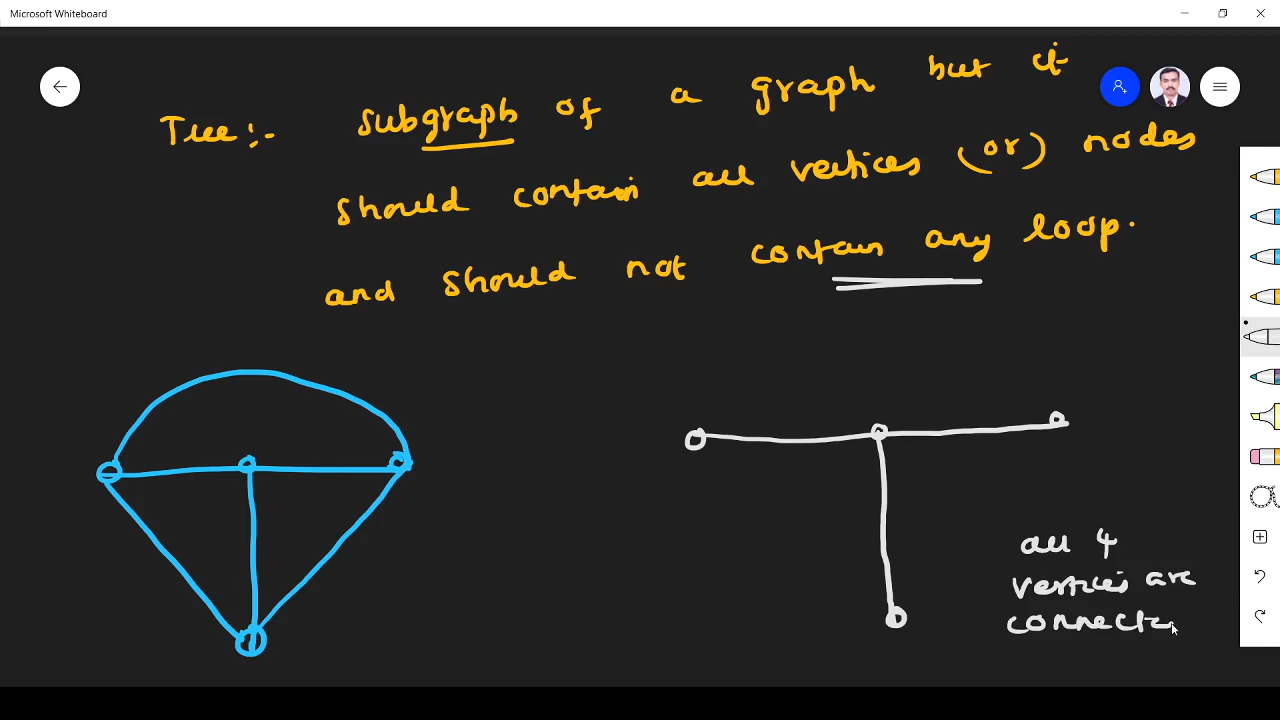 Microsoft Whiteboard
Tree:- subgraph of a graph but it
should contain all vertices (or) nodes
and should not contain any loop.
all 4
vertices are
connecte